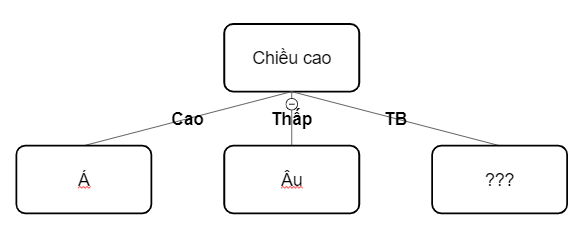 Chiều cao
Cao Thấp TB
Á Âu ???